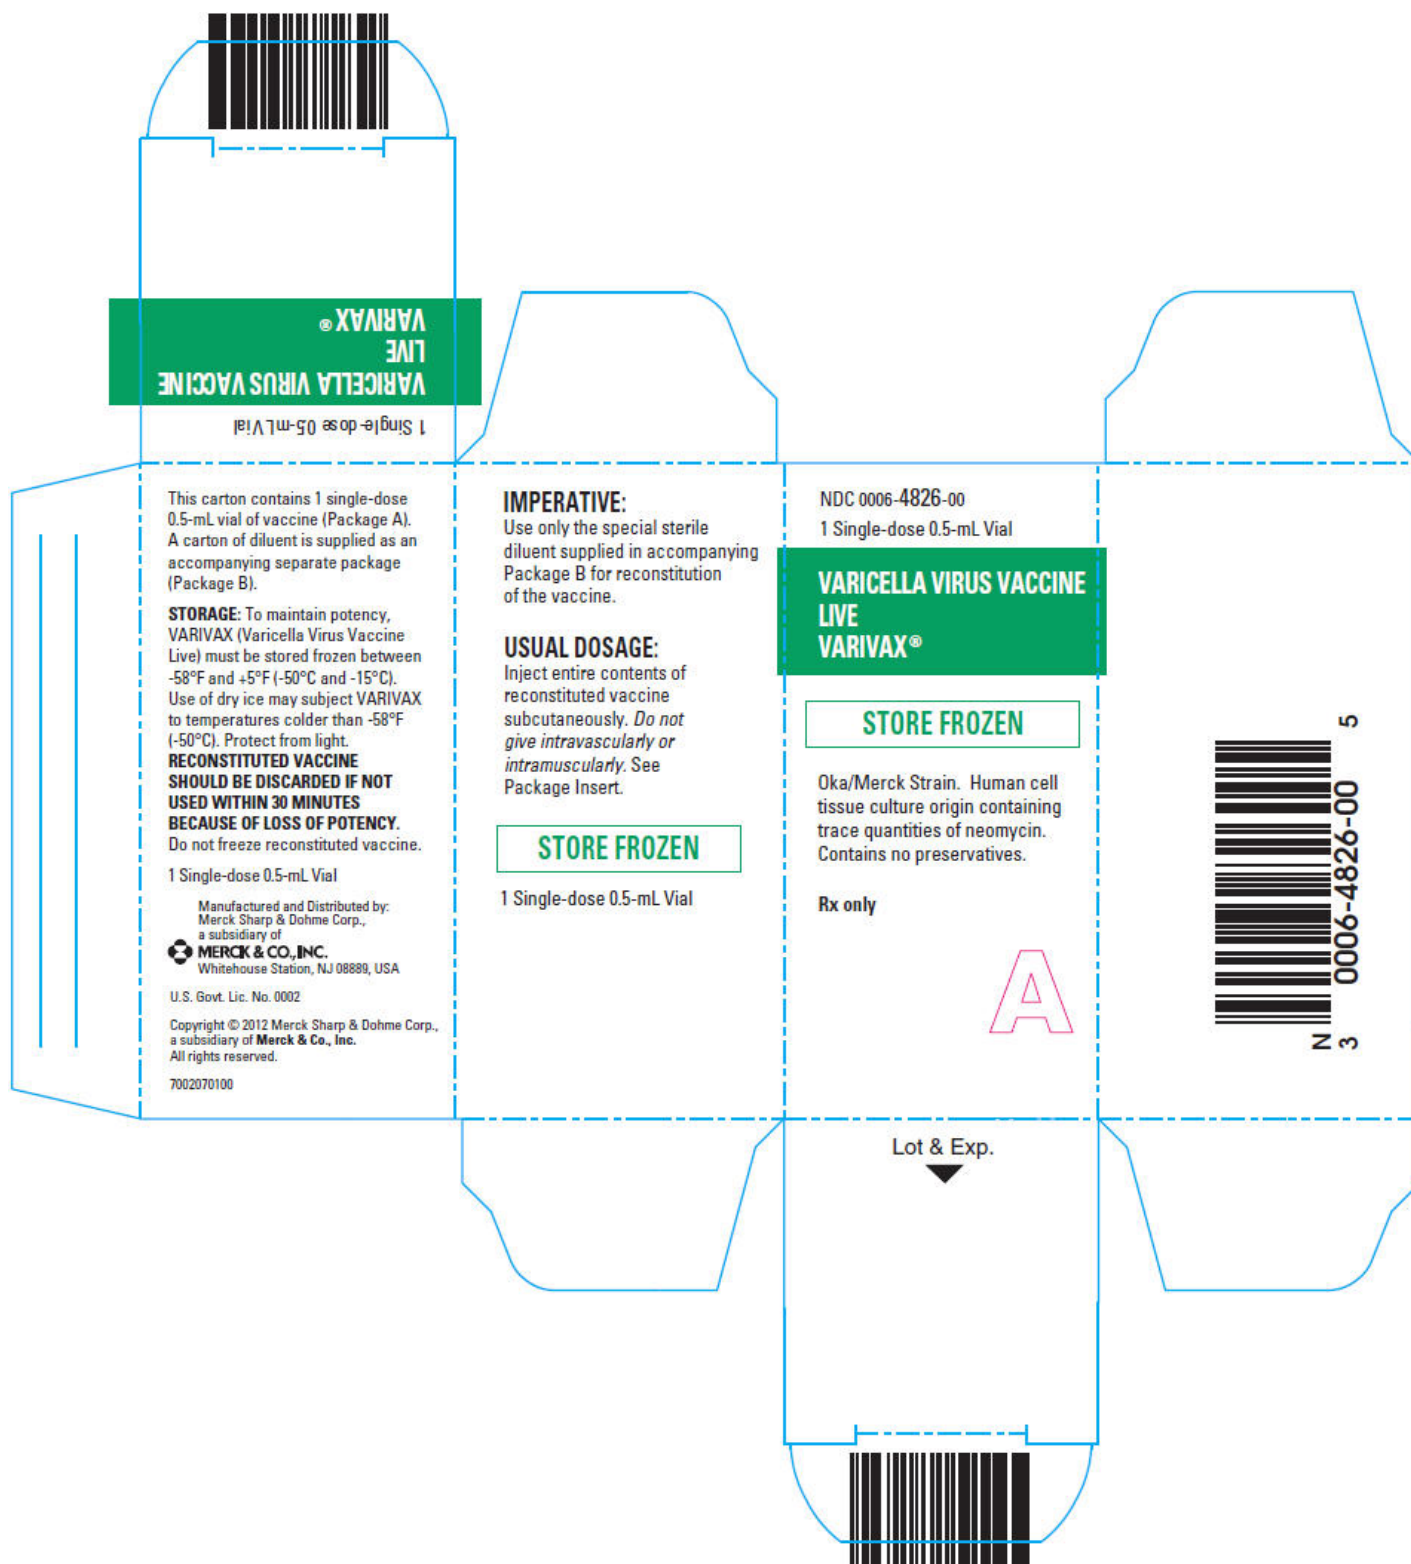 VARICELLA VIRUS VACCINE
LIVE
VARIVAX®
1 Single-dose 0.5-mL Vial
This carton contains 1 single-dose
0.5-mL vial of vaccine (Package A).
A carton of diluent is supplied as an
accompanying separate package
(Package B).
STORAGE: To maintain potency,
VARIVAX (Varicella Virus Vaccine
Live) must be stored frozen between
-58°F and +5°F (-50°C and -15°C).
Use of dry ice may subject VARIVAX
to temperatures colder than -58°F
(-50°C). Protect from light.
RECONSTITUTED VACCINE
SHOULD BE DISCARDED IF NOT
USED WITHIN 30 MINUTES
BECAUSE OF LOSS OF POTENCY.
Do not freeze reconstituted vaccine.
1 Single-dose 0.5-mL Vial
Manufactured and Distributed by:
Merck Sharp & Dohme Corp.,
a subsidiary of
MERCK & CO., INC.
Whitehouse Station, NJ 08889, USA
U.S. Govt. Lic. No. 0002
Copyright © 2012 Merck Sharp & Dohme Corp.,
a subsidiary of Merck & Co., Inc.
All rights reserved.
7002070100
IMPERATIVE:
Use only the special sterile
diluent supplied in accompanying
Package B for reconstitution
of the vaccine.
USUAL DOSAGE:
Inject entire contents of
reconstituted vaccine
subcutaneously. Do not
give intravascularly or
intramuscularly. See
Package Insert.
STORE FROZEN
1 Single-dose 0.5-mL Vial
NDC 0006-4826-00
1 Single-dose 0.5-mL Vial
VARICELLA VIRUS VACCINE
LIVE
VARIVAX®
STORE FROZEN
Oka/Merck Strain. Human cell
tissue culture origin containing
trace quantities of neomycin.
Contains no preservatives.
Rx only
A
Lot & Exp.
N
3 0006-4826-00 5